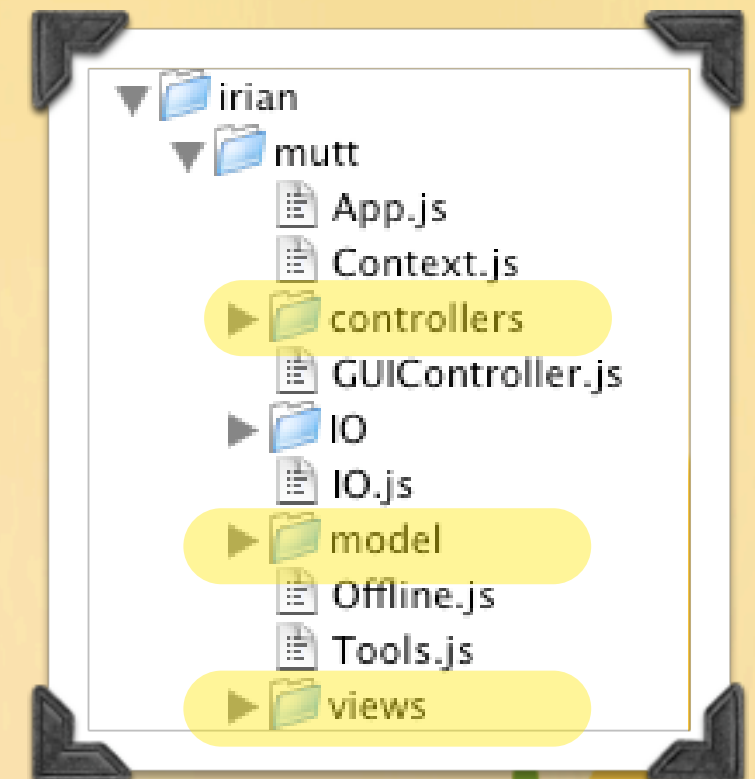 irian
mutt
App.js
Context.js
controllers
GUIController.js
IO
IO.js
model
Offline.js
Tools.js
views